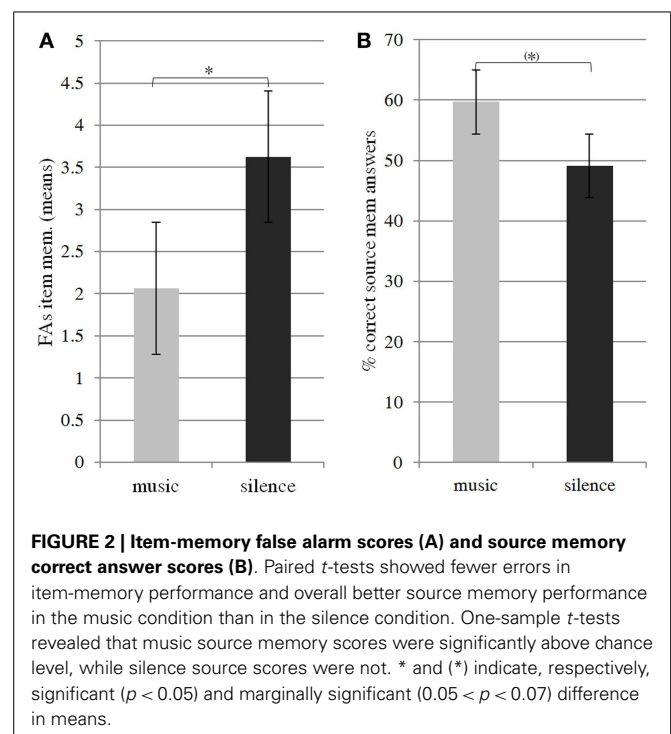 A
5
4.5
4
3.5
3
2.5
2
1.5
1
0.5
0
FAs item mem. (means)
*
music silence
B
70
60
50
40
30
20
10
0
% correct source mem answers
(*)
music silence
FIGURE 2 | Item-memory false alarm scores (A) and source memory
correct answer scores (B). Paired t-tests showed fewer errors in
item-memory performance and overall better source memory performance
in the music condition than in the silence condition. One-sample t-tests
revealed that music source memory scores were significantly above chance
level, while silence source scores were not. * and (*) indicate, respectively,
significant (p < 0.05) and marginally significant (0.05 < p < 0.07) difference
in means.